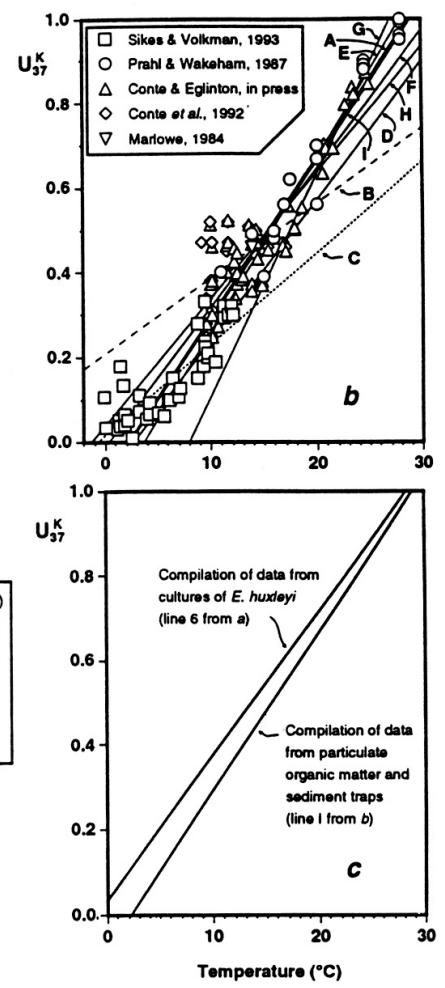 1.0
U37K
0.8
0.6
0.4
0.2
0.0
Sikes & Volkman, 1993
Prahl & Wakeham, 1987
Conte & Eglinton, in press
Conte et al., 1992
Marlowe, 1984
G
A
E
F
H
I
D
B
C
b
0
10
20
30
1.0
U37K
0.8
0.6
0.4
0.2
0.0
Compilation of data from
cultures of E. huxleyi
(line 6 from a)
Compilation of data
from particulate
organic matter and
sediment traps
(line I from b)
c
0
10
20
30
Temperature (°C)
)